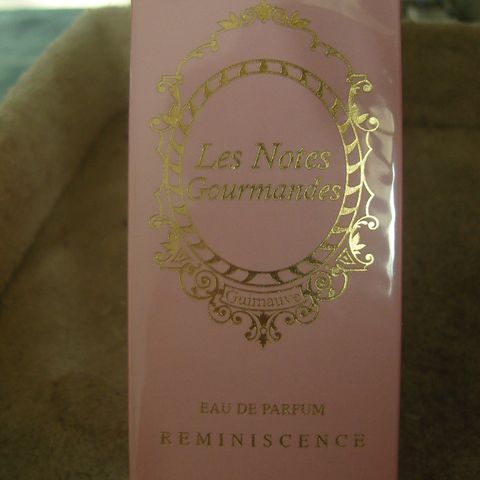 Les Notes
Gourmandes
Guimauve
EAU DE PARFUM
REMINISCENCE